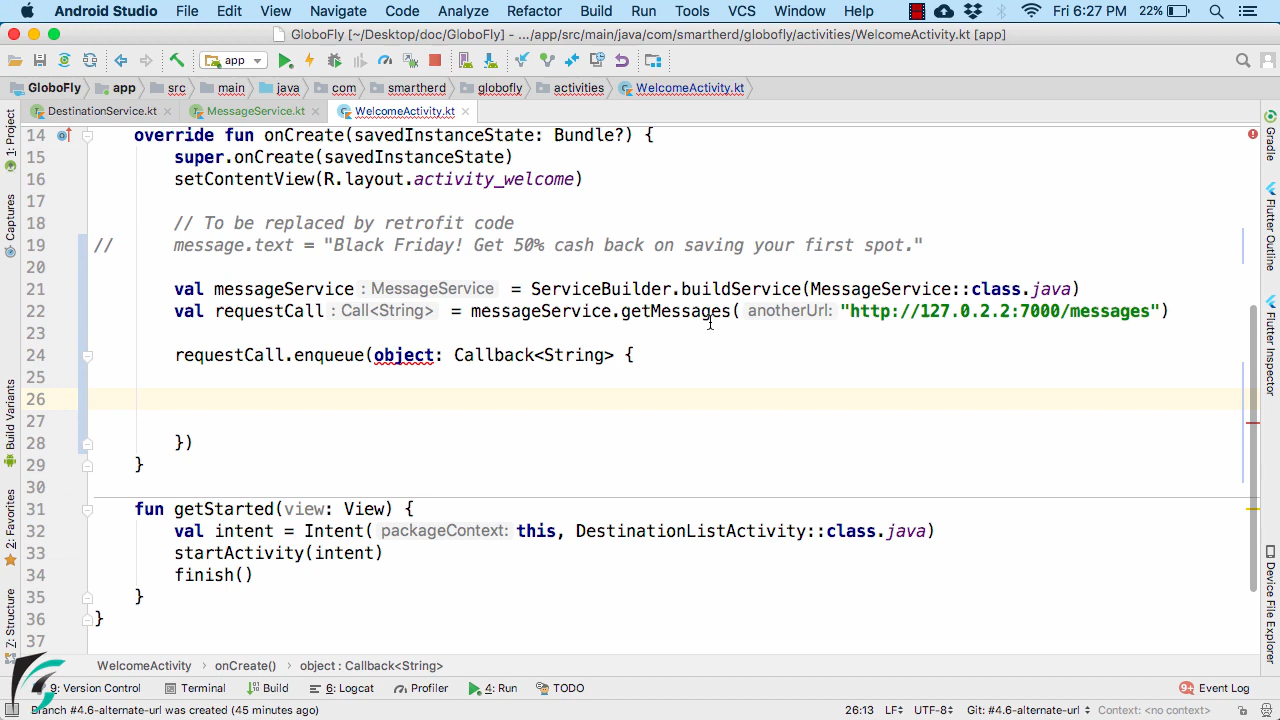 Android Studio File Edit View Navigate Code Analyze Refactor Build Run Tools VCS Window Help Fri 6:27 PM 22%
GloboFly [~/Desktop/doc/GloboFly] - .../app/src/main/java/com/smartherd/globofly/activities/WelcomeActivity.kt [app]
app
GloboFly app src main java com smartherd globofly activities WelcomeActivity.kt
DestinationService.kt MessageService.kt WelcomeActivity.kt
14 override fun onCreate(savedInstanceState: Bundle?) {
15 super.onCreate(savedInstanceState)
16 setContentView(R.layout.activity_welcome)
17
18 // To be replaced by retrofit code
19 // message.text = "Black Friday! Get 50% cash back on saving your first spot."
20
21 val messageService : MessageService = ServiceBuilder.buildService(MessageService::class.java)
22 val requestCall : Call<String> = messageService.getMessages( anotherUrl: "http://127.0.2.2:7000/messages")
23
24 requestCall.enqueue(object: Callback<String> {
25
26
27
28 })
29 }
30
31 fun getStarted(view: View) {
32 val intent = Intent( packageContext: this, DestinationListActivity::class.java)
33 startActivity(intent)
34 finish()
35 }
36 }
37
WelcomeActivity onCreate() object : Callback<String>
9: Version Control Terminal Build 6: Logcat Profiler 4: Run TODO 9+ Event Log
Branch #4.6-alternate-url was created (45 minutes ago) 26:13 LF UTF-8 Git: #4.6-alternate-url Context: <no context>
1: Project
Captures
Build Variants
2: Favorites
7: Structure
Gradle
Flutter Outline
Flutter Inspector
Device File Explorer